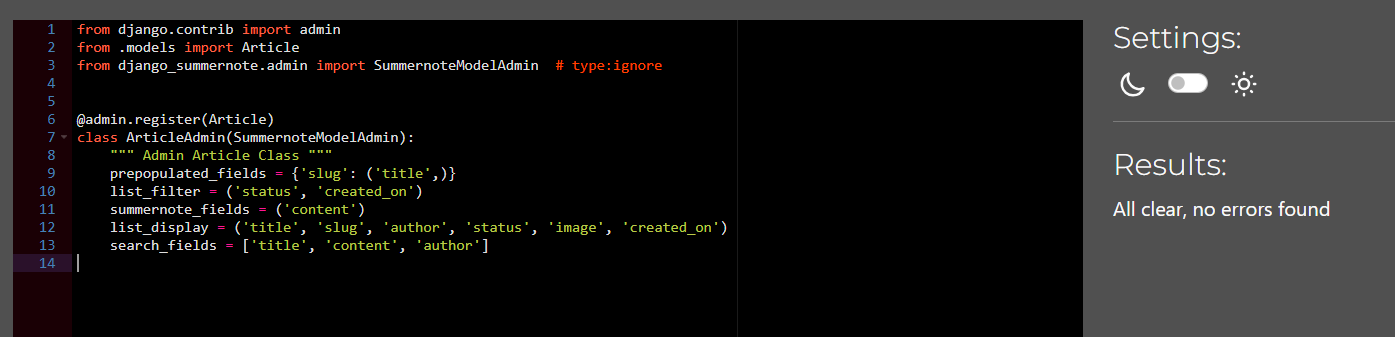 1 from django.contrib import admin
2 from .models import Article
3 from django_summernote.admin import SummernoteModelAdmin  # type:ignore
4
5
6 @admin.register(Article)
7 class ArticleAdmin(SummernoteModelAdmin):
8     """ Admin Article Class """
9     prepopulated_fields = {'slug': ('title',)}
10     list_filter = ('status', 'created_on')
11     summernote_fields = ('content')
12     list_display = ('title', 'slug', 'author', 'status', 'image', 'created_on')
13     search_fields = ['title', 'content', 'author']
14
Settings:
Results:
All clear, no errors found